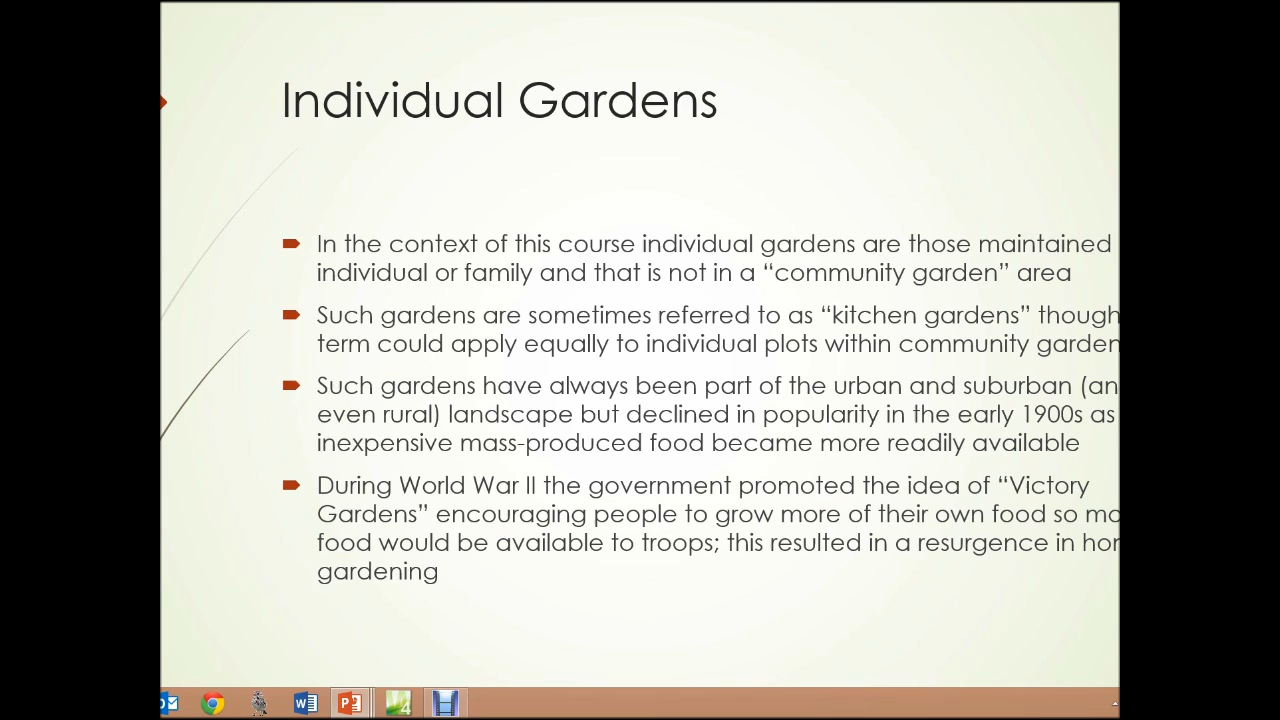 Individual Gardens
In the context of this course individual gardens are those maintained
individual or family and that is not in a “community garden” area
Such gardens are sometimes referred to as “kitchen gardens” though
term could apply equally to individual plots within community garden
Such gardens have always been part of the urban and suburban (an
even rural) landscape but declined in popularity in the early 1900s as
inexpensive mass-produced food became more readily available
During World War II the government promoted the idea of “Victory
Gardens” encouraging people to grow more of their own food so mo
food would be available to troops; this resulted in a resurgence in
gardening